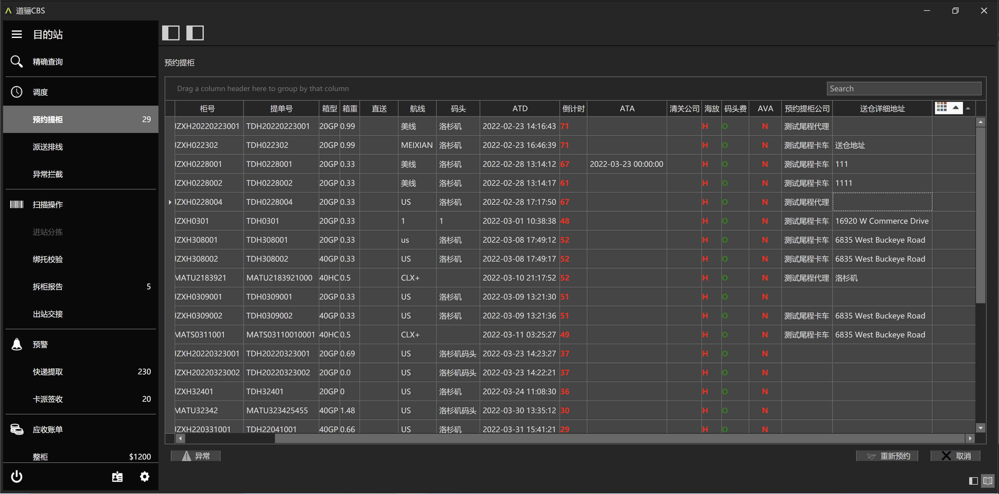 道骊CBS
目的站
精确查询
调度
预约提柜 29
派送排线
异常拦截
扫描操作
进站分拣
绑托校验
拆柜报告 5
出站交接
预警
快递提取 230
卡派签收 20
应收账单
整柜 $1200
预约提柜
Drag a column header here to group by that column
Search
柜号 提单号 箱型 箱重 直送 航线 码头 ATD 倒计时 ATA 清关公司 海放 码头费 AVA 预约提柜公司 送仓详细地址
JZXH20220223001 TDH20220223001 20GP 0.99 美线 洛杉矶 2022-02-23 14:16:43 71 H O N 测试尾程代理
JZXH022302 TDH022302 20GP 0.99 MEIXIAN 洛杉矶 2022-02-23 16:46:39 71 H O N 测试尾程卡车 送仓地址
JZXH0228001 TDH0228001 20GP 0.33 美线 洛杉矶 2022-02-28 13:14:12 67 2022-03-23 00:00:00 H O N 测试尾程卡车 111
JZXH0228002 TDH0228002 20GP 0.33 美线 洛杉矶 2022-02-28 13:14:17 61 H O N 测试尾程卡车 1111
JZXH0228004 TDH0228004 20GP 0.33 US 洛杉矶 2022-02-28 17:17:50 67 H O N 测试尾程代理
JZXH0301 TDH0301 20GP 0.33 1 1 2022-03-01 10:38:38 48 H O N 测试尾程卡车 16920 W Commerce Drive
JZXH308001 TDH308001 20GP 0.33 us 洛杉矶 2022-03-08 17:49:12 52 H O N 测试尾程卡车 6835 West Buckeye Road
JZXH308002 TDH308002 40GP 0.33 US 洛杉矶 2022-03-08 17:49:17 52 H O N 测试尾程卡车 6835 West Buckeye Road
MATU2183921 MATU2183921000 40HC 0.5 CLX+ 2022-03-10 21:17:52 52 H O N 测试尾程代理 洛杉矶
JZXH0309001 TDH0309001 20GP 0.33 US 洛杉矶 2022-03-09 13:21:30 51 H O N
JZXH0309002 TDH0309002 40GP 0.33 US 洛杉矶 2022-03-09 13:21:36 51 H O N 测试尾程卡车 6835 West Buckeye Road
MATS0311001 MATS03110010001 40HC 0.5 CLX+ 2022-03-11 03:25:27 49 H O N 测试尾程卡车 6835 West Buckeye Road
JZXH20220323001 TDH20220323001 20GP 0.69 US 洛杉矶码头 2022-03-23 14:23:27 37 H O N
JZXH20220323002 TDH20220323002 20GP 0.0 US 洛杉矶码头 2022-03-23 14:22:21 37 H O N
JZXH32401 TDH32401 20GP 0 US 洛杉矶 2022-03-24 11:08:30 36 H O N
MATU32342 MATU323425455 40GP 1.48 US 洛杉矶码头 2022-03-30 13:35:12 30 H O N
JZXH220331001 TDH22041001 40GP 0.66 US 洛杉矶 2022-03-31 15:41:21 29 H O N
异常
重新预约
取消